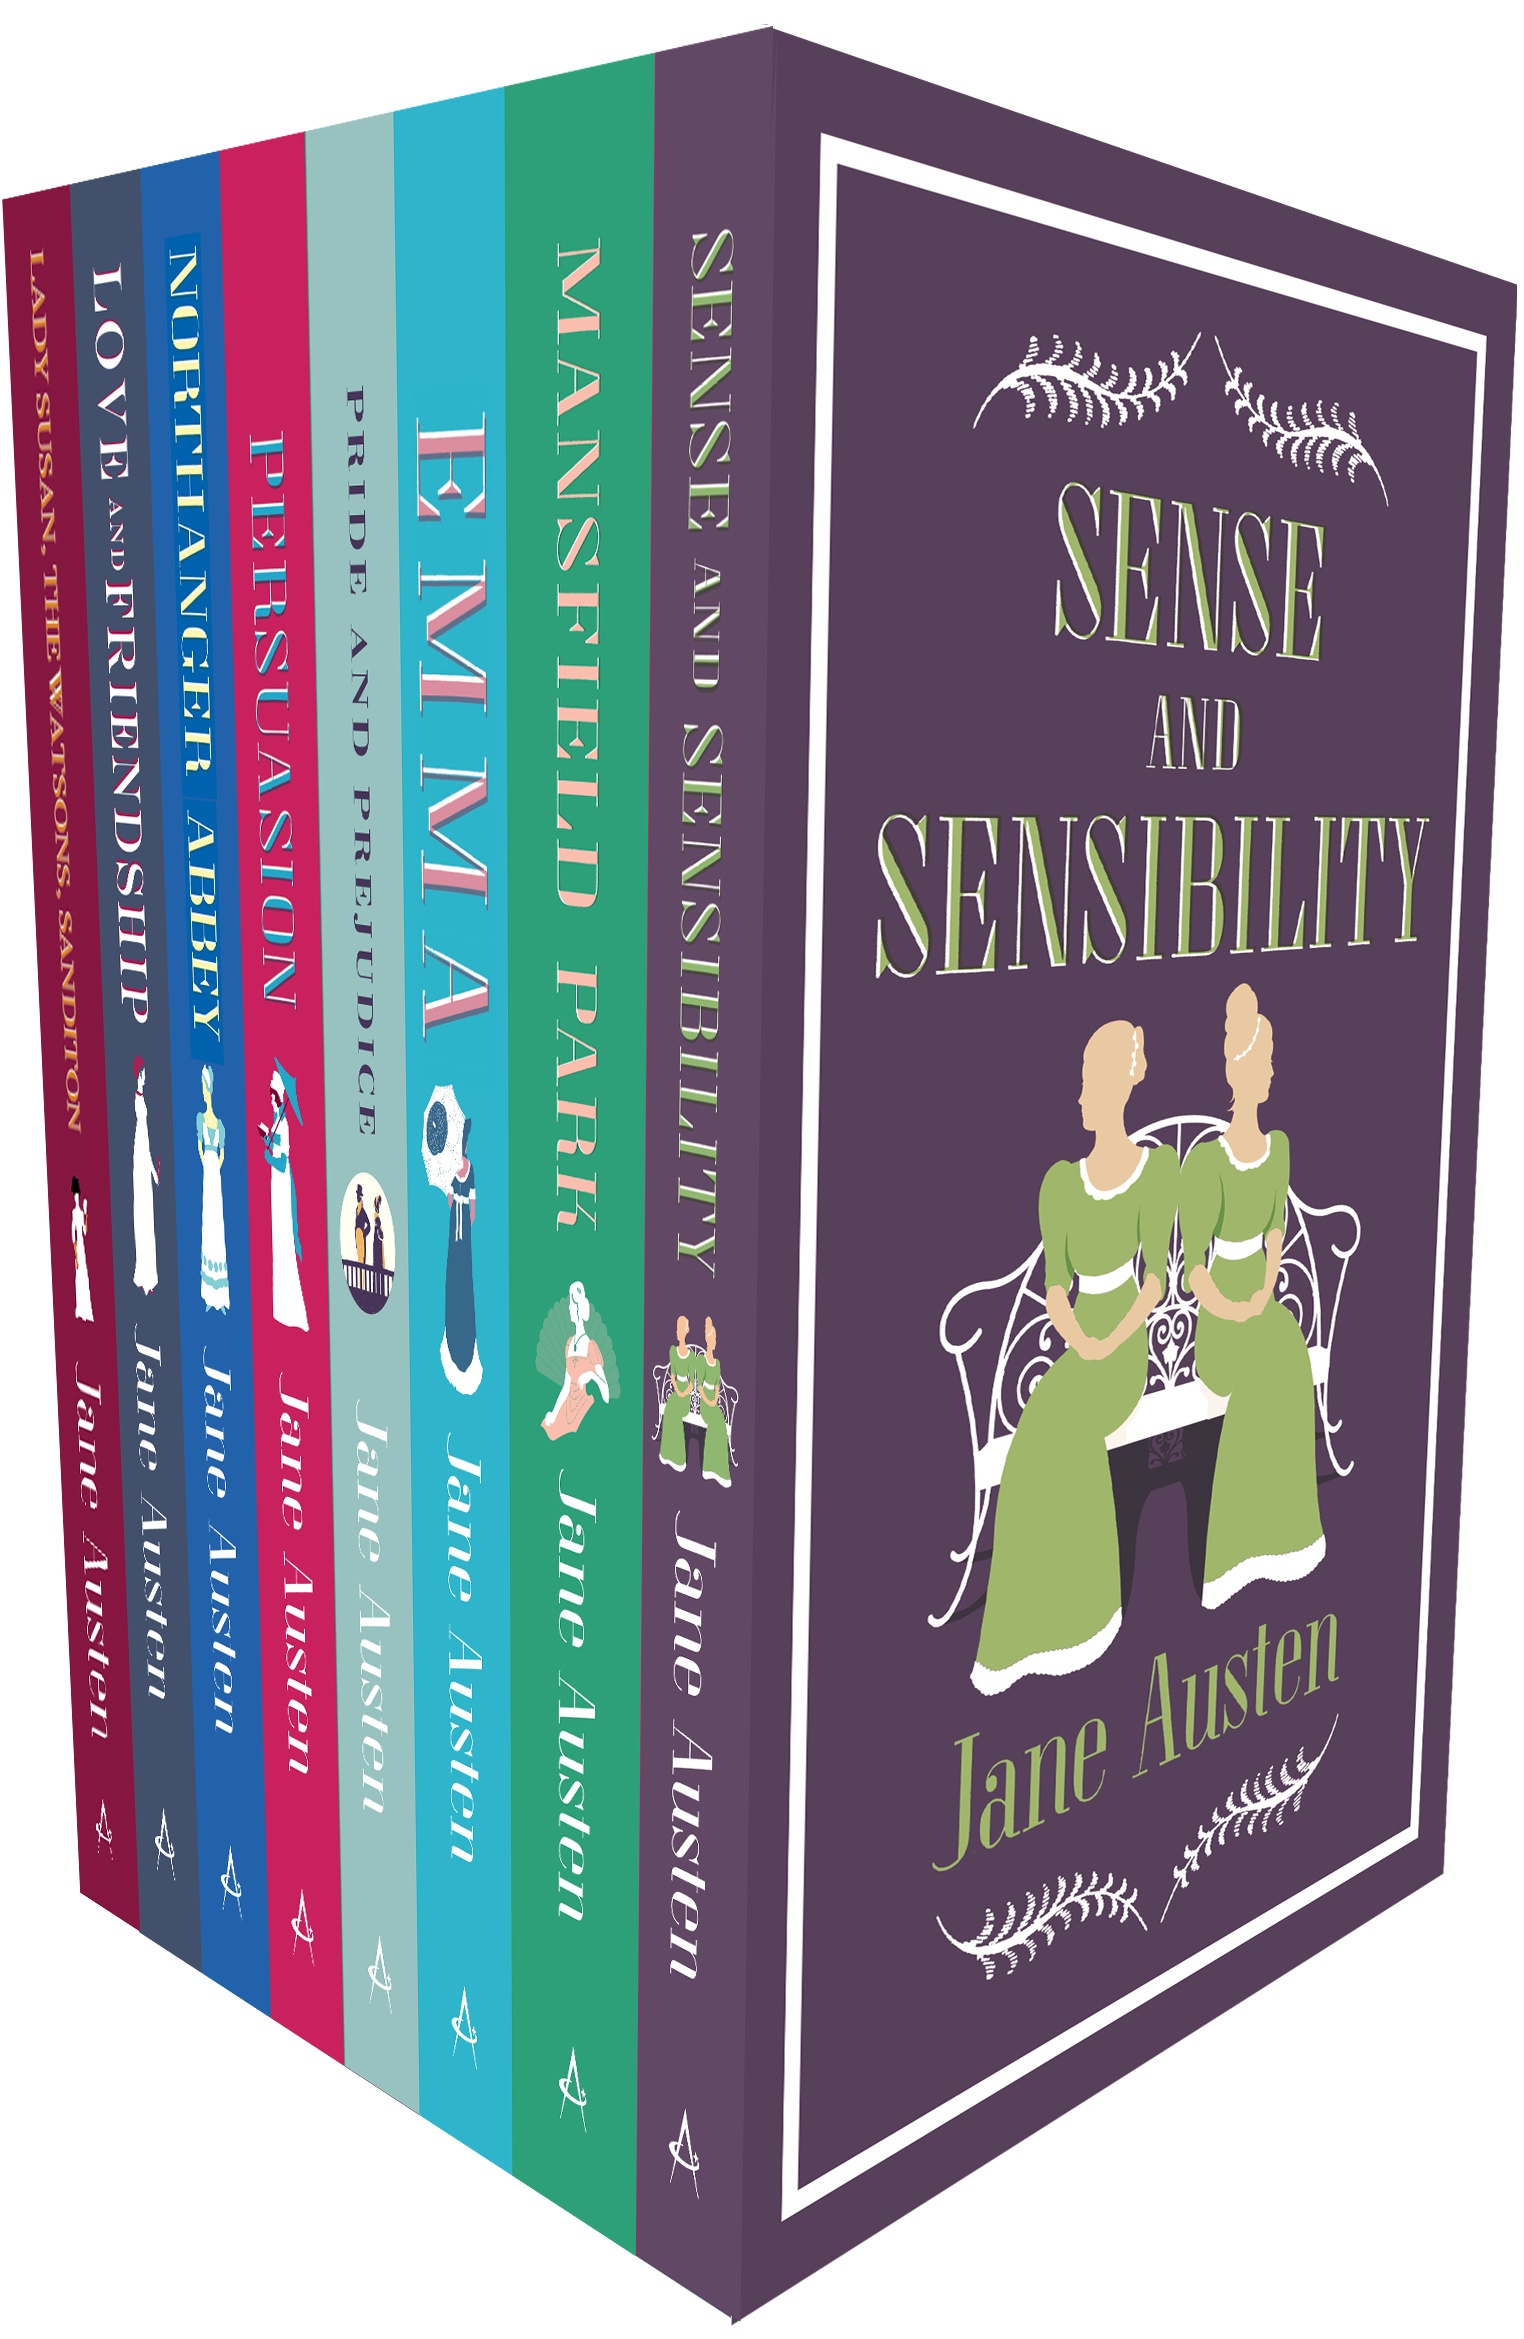 LADY SUSAN, THE WATSONS, SANDITON
Jane Austen
LOVE AND FRIENDSHIP
Jane Austen
NORTHANGER ABBEY
Jane Austen
PERSUASION
Jane Austen
PRIDE AND PREJUDICE
Jane Austen
EMMA
Jane Austen
MANSFIELD PARK
Jane Austen
SENSE AND SENSIBILITY
Jane Austen
SENSE
AND
SENSIBILITY
Jane Austen